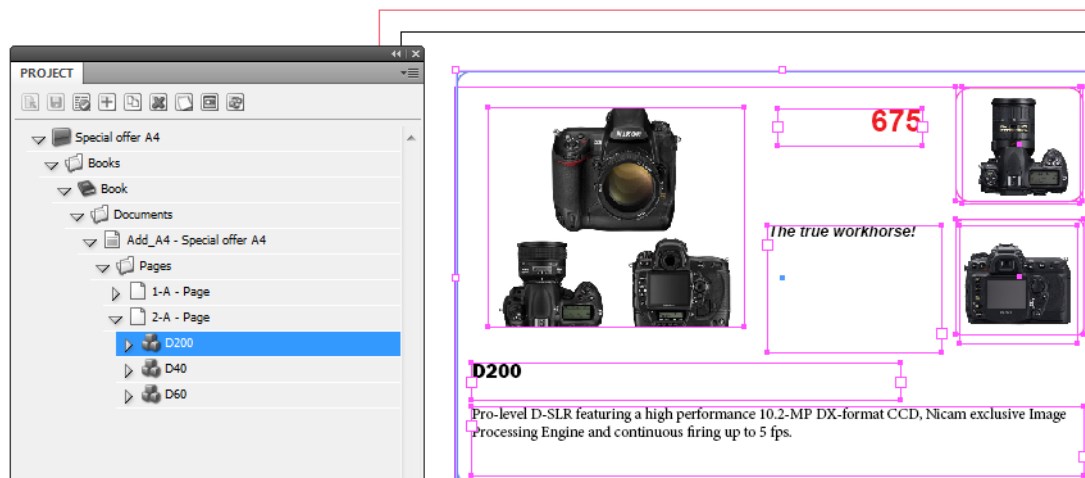 PROJECT
Special offer A4
Books
Book
Documents
Add_A4 - Special offer A4
Pages
1-A - Page
2-A - Page
D200
D40
D60
Nikon
675
The true workhorse!
D200
Pro-level D-SLR featuring a high performance 10.2-MP DX-format CCD, Nicam exclusive Image
Processing Engine and continuous firing up to 5 fps.